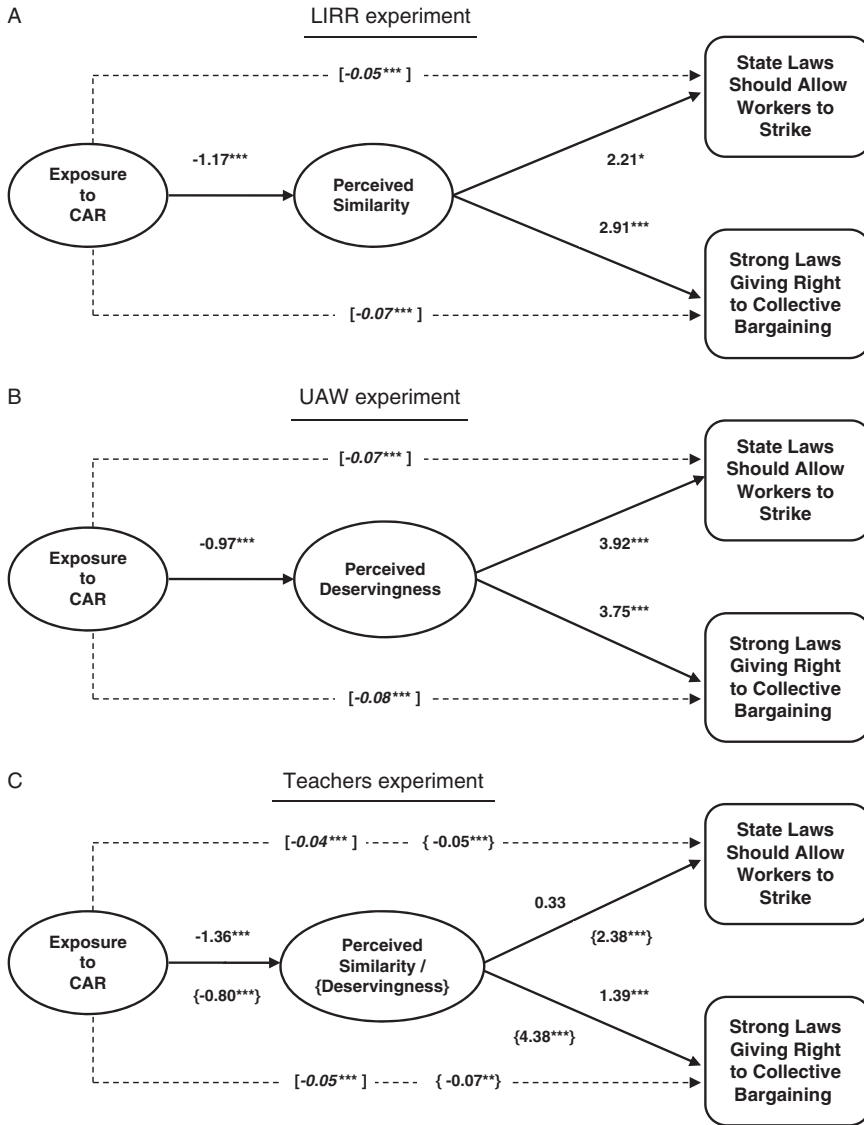 A
LIRR experiment
State Laws
Should Allow
Workers to
Strike
[-0.05***]
-1.17***
Exposure
to
CAR
Perceived
Similarity
2.21*
2.91***
Strong Laws
Giving Right
to Collective
Bargaining
[-0.07***]
B
UAW experiment
State Laws
Should Allow
Workers to
Strike
[-0.07***]
-0.97***
Exposure
to
CAR
Perceived
Deservingness
3.92***
3.75***
Strong Laws
Giving Right
to Collective
Bargaining
[-0.08***]
C
Teachers experiment
State Laws
Should Allow
Workers to
Strike
[-0.04***] { -0.05***}
-1.36***
{-0.80***}
Exposure
to
CAR
Perceived
Similarity /
{Deservingness}
0.33
{2.38***}
1.39***
{4.38***}
Strong Laws
Giving Right
to Collective
Bargaining
[-0.05***] { -0.07**}